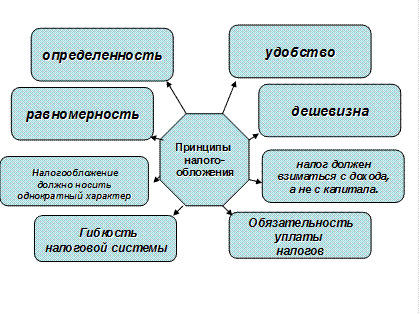 определенность
удобство
равномерность
дешевизна
Принципы
налого-
обложения
Налогообложение
должно носить
однократный характер
налог должен
взиматься с дохода,
а не с капитала.
Гибкость
налоговой системы
Обязательность
уплаты
налогов